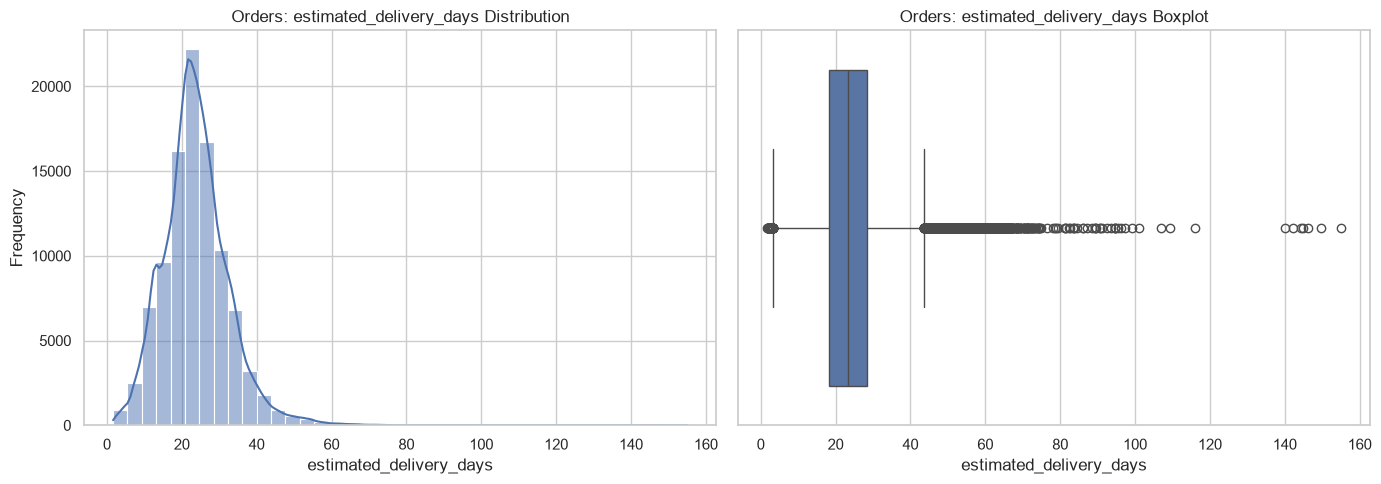 Orders: estimated_delivery_days Distribution
Frequency
20000
15000
10000
5000
0
0 20 40 60 80 100 120 140 160
estimated_delivery_days
Orders: estimated_delivery_days Boxplot
0 20 40 60 80 100 120 140 160
estimated_delivery_days